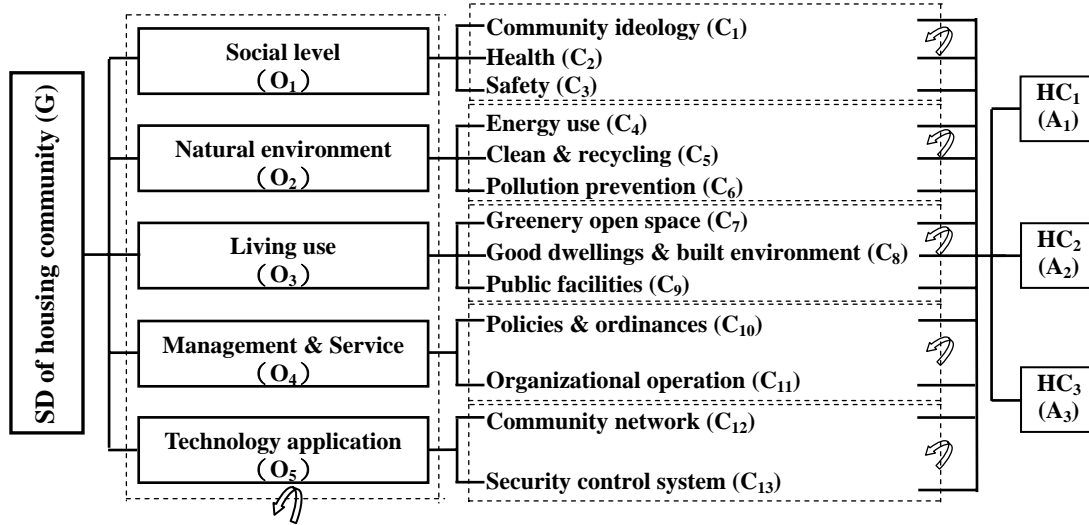 SD of housing community (G)
Social level
(O₁)
Natural environment
(O₂)
Living use
(O₃)
Management & Service
(O₄)
Technology application
(O₅)
Community ideology (C₁)
Health (C₂)
Safety (C₃)
Energy use (C₄)
Clean & recycling (C₅)
Pollution prevention (C₆)
Greenery open space (C₇)
Good dwellings & built environment (C₈)
Public facilities (C₉)
Policies & ordinances (C₁₀)
Organizational operation (C₁₁)
Community network (C₁₂)
Security control system (C₁₃)
HC₁
(A₁)
HC₂
(A₂)
HC₃
(A₃)